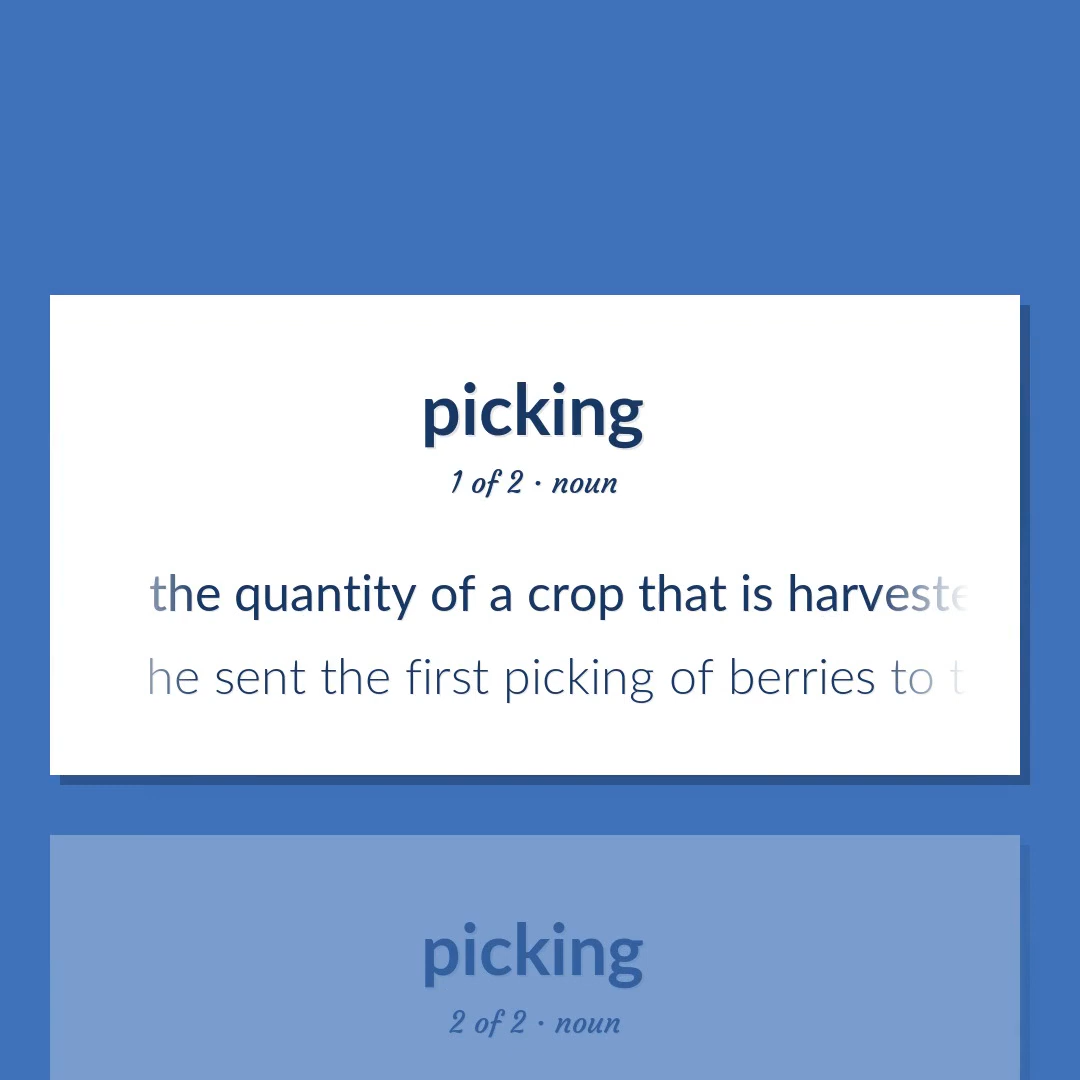 picking
1 of 2 · noun
the quantity of a crop that is harveste
he sent the first picking of berries to t
picking
2 of 2 · noun